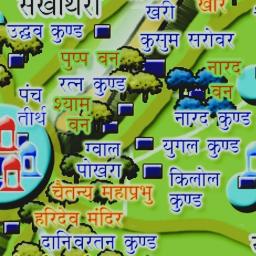 सखीथरा
खरी
उद्धव कुण्ड
कुसुम सरोवर
पुष्प वन
नारद
वन
रत्न कुण्ड
पंच
तीर्थ
श्याम
वन
नारद कुण्ड
ग्वाल
पोखरा
युगल कुण्ड
किलोल
कुण्ड
चैतन्य महाप्रभु
हरिदेव मंदिर
दानिवरतन कुण्ड